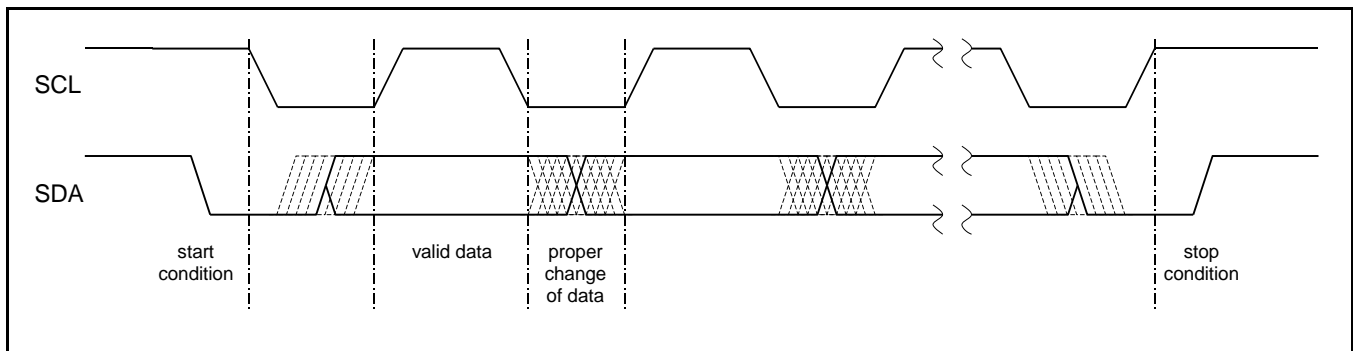 SCL
SDA
start
condition
valid data
proper
change
of data
stop
condition